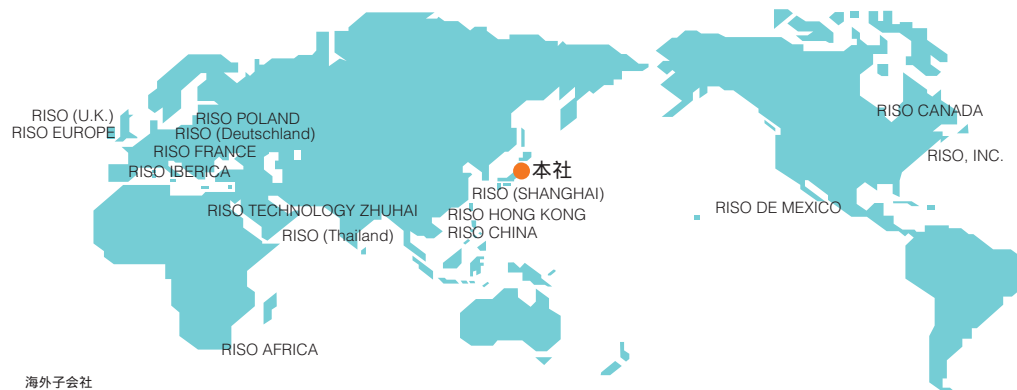 RISO (U.K.)
RISO EUROPE
RISO POLAND
RISO (Deutschland)
RISO FRANCE
RISO IBERICA
本社
RISO (SHANGHAI)
RISO TECHNOLOGY ZHUHAI
RISO HONG KONG
RISO (Thailand)
RISO CHINA
RISO CANADA
RISO, INC.
RISO DE MEXICO
RISO AFRICA
海外子会社